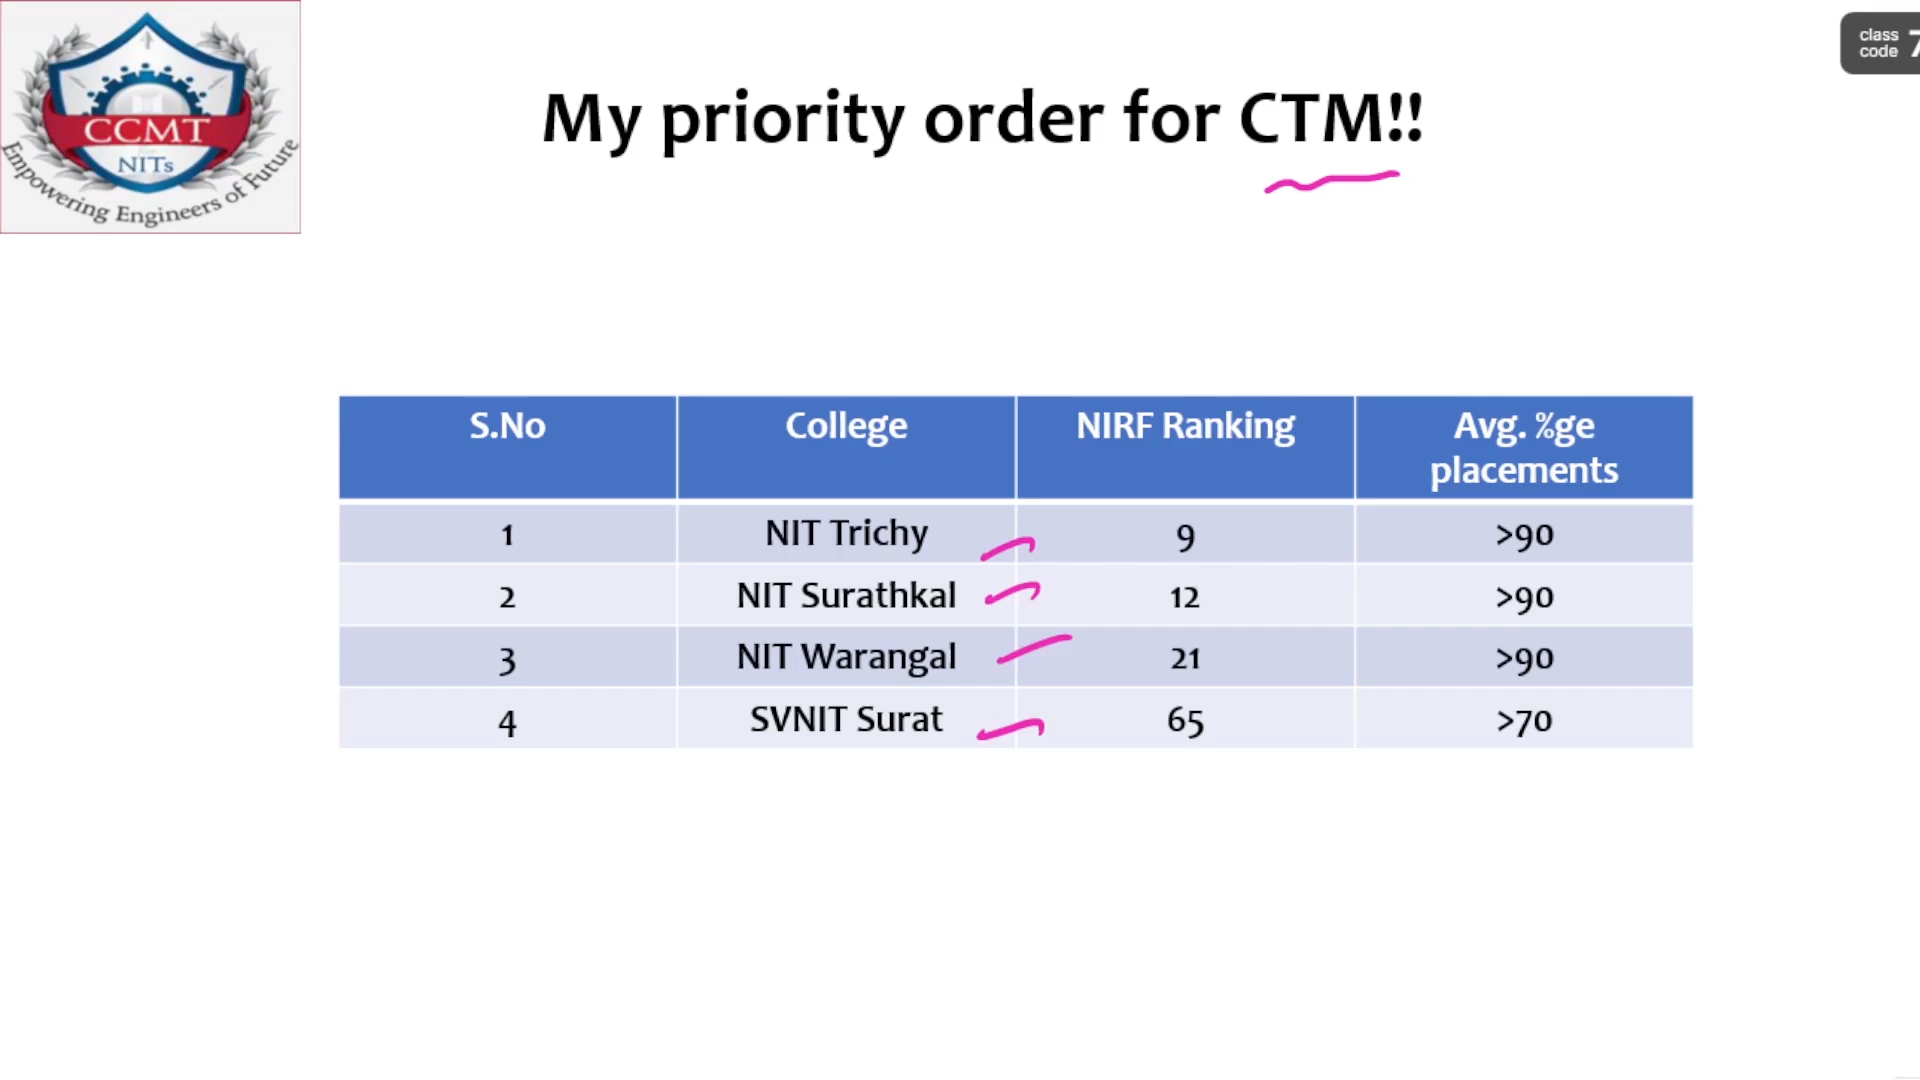 CCMT
NITs
Empowering Engineers of Future
class
code 7
My priority order for CTM!!
S.No College NIRF Ranking Avg. %ge
placements
1 NIT Trichy 9 >90
2 NIT Surathkal 12 >90
3 NIT Warangal 21 >90
4 SVNIT Surat 65 >70